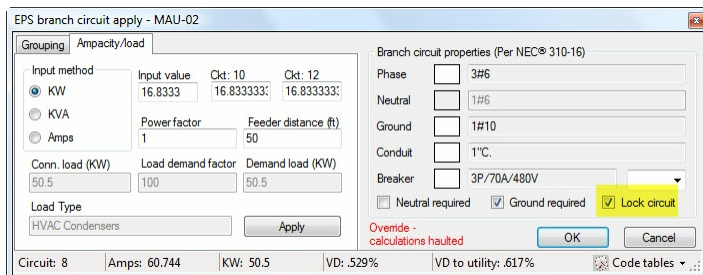 EPS branch circuit apply - MAU-02
Grouping Ampacity/load
Input method
KW
KVA
Amps
Input value Ckt: 10 Ckt: 12
16.8333 16.8333333 16.8333333
Power factor Feeder distance (ft)
1 50
Conn. load (KW) Load demand factor Demand load (KW)
50.5 100 50.5
Load Type
HVAC Condensers Apply
Branch circuit properties (Per NEC® 310-16)
Phase 3#6
Neutral 1#6
Ground 1#10
Conduit 1"C.
Breaker 3P/70A/480V
Neutral required Ground required Lock circuit
Override -
calculations haulted
OK Cancel
Circuit: 8 Amps: 60.744 KW: 50.5 VD: .529% VD to utility: .617% Code tables